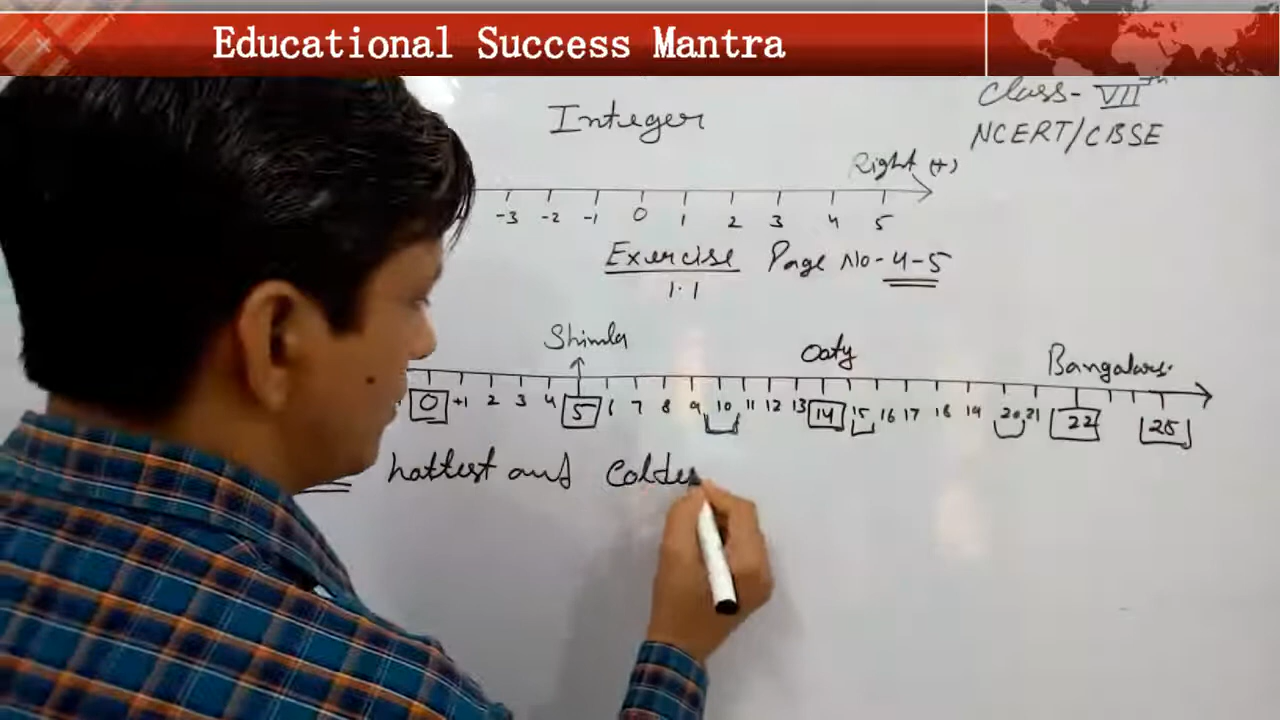 Educational Success Mantra
Class- VIIth
Integer
NCERT/CBSE
Right (+)
-3 -2 -1 0 1 2 3 4 5
Exercise Page No- 4-5
1.1
Shimla Ooty Bangalore
0 +1 2 3 4 5 6 7 8 9 10 11 12 13 14 15 16 17 18 19 20 21 22 25
hottest and Colde